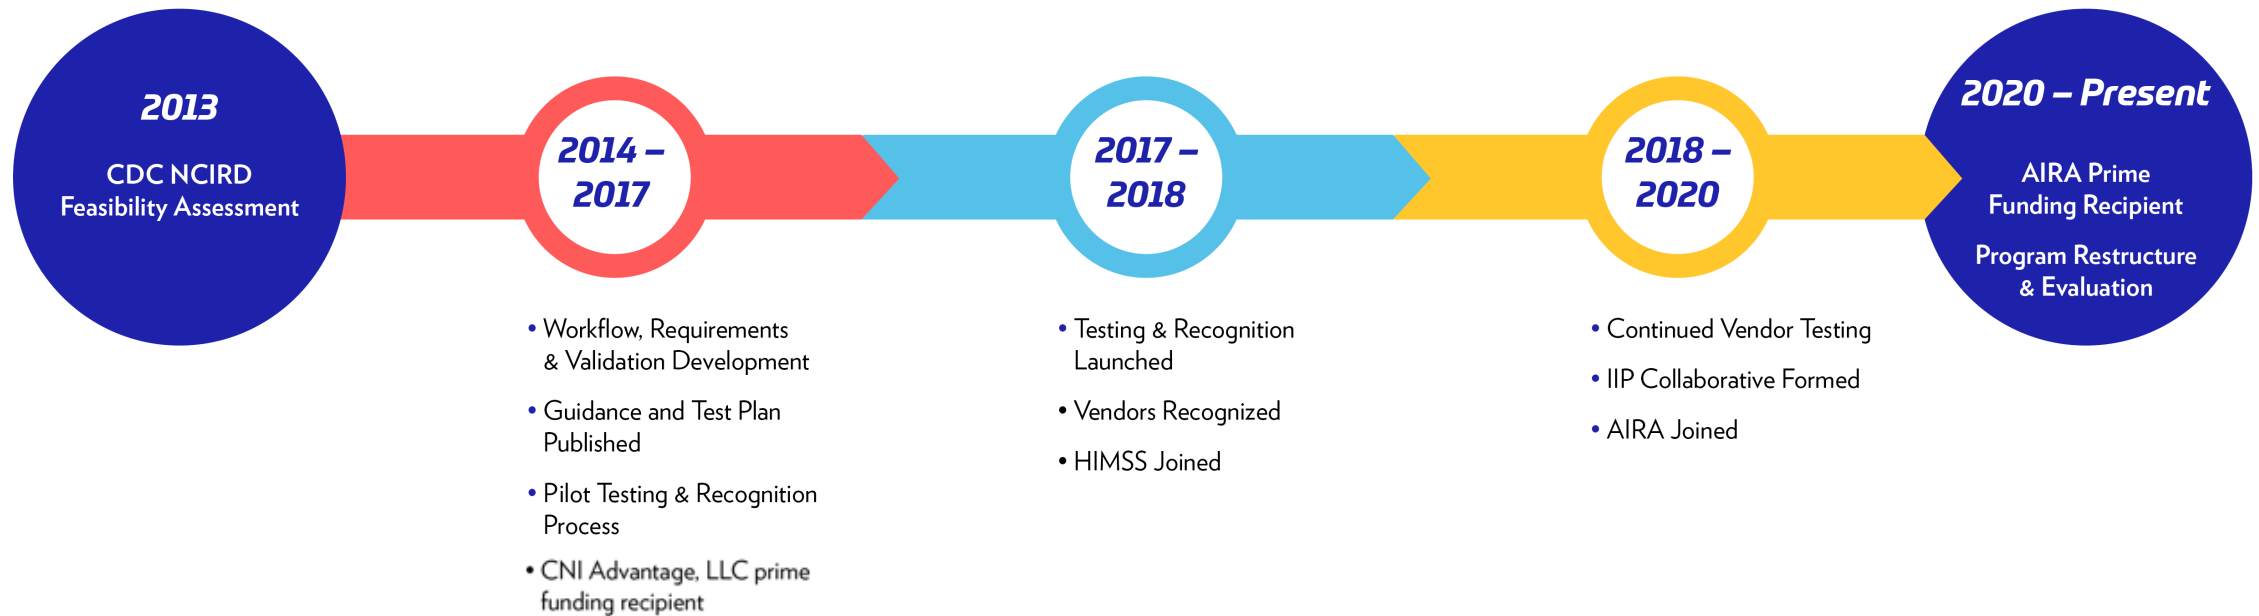 2013
CDC NCIRD
Feasibility Assessment
2014 –
2017
• Workflow, Requirements
& Validation Development
• Guidance and Test Plan
Published
• Pilot Testing & Recognition
Process
• CNI Advantage, LLC prime
funding recipient
2017 –
2018
• Testing & Recognition
Launched
• Vendors Recognized
• HIMSS Joined
2018 –
2020
• Continued Vendor Testing
• IIP Collaborative Formed
• AIRA Joined
2020 – Present
AIRA Prime
Funding Recipient
Program Restructure
& Evaluation